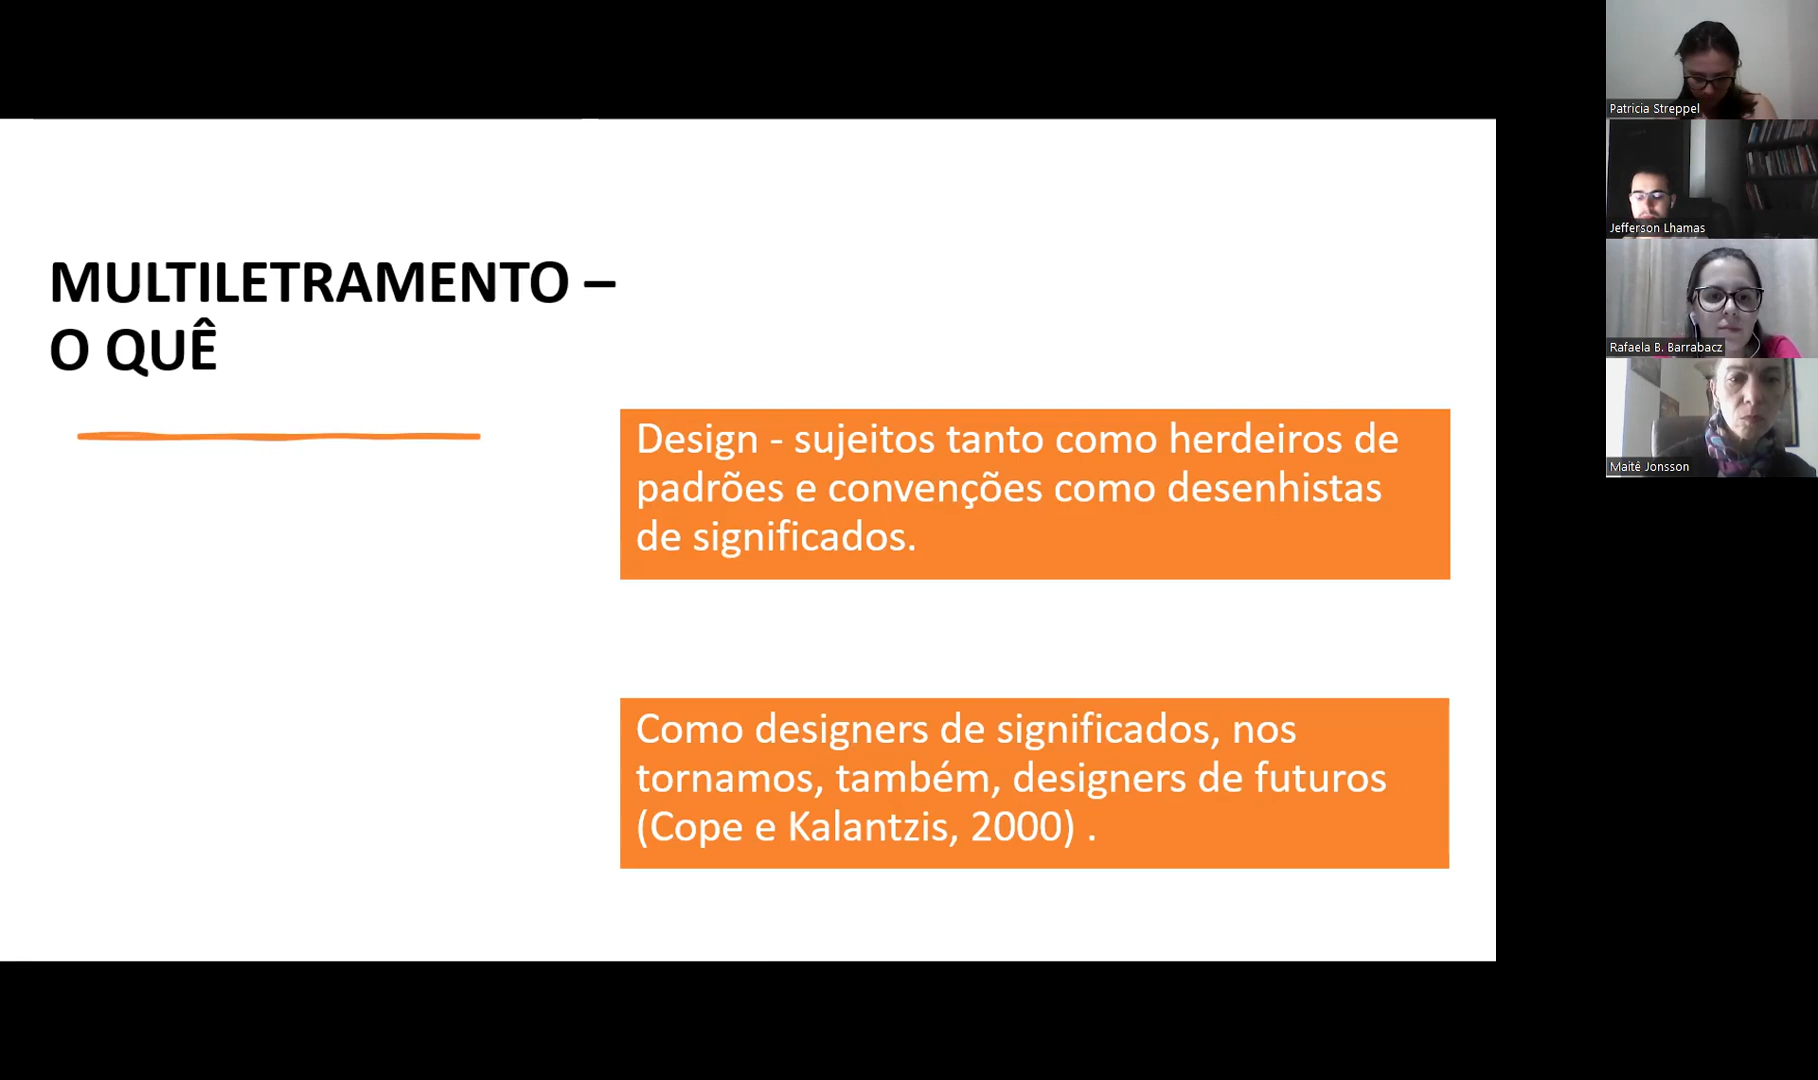 MULTILETRAMENTO –
O QUÊ
Design - sujeitos tanto como herdeiros de
padrões e convenções como desenhistas
de significados.
Como designers de significados, nos
tornamos, também, designers de futuros
(Cope e Kalantzis, 2000) .
Patricia Streppel
Jefferson Lhamas
Rafaela B. Barrabacz
Maitê Jonsson